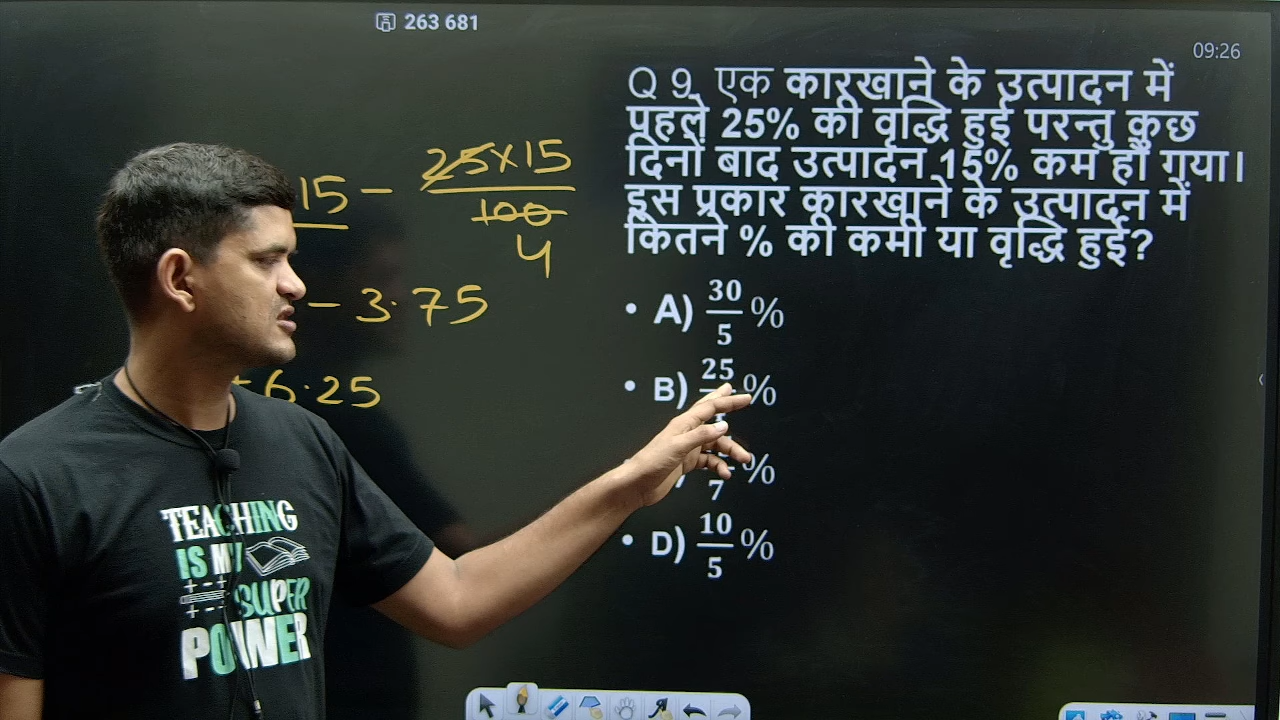 263 681
09:26
Q 9. एक कारखाने के उत्पादन में
पहले 25% की वृद्धि हुई परन्तु कुछ
दिनों बाद उत्पादन 15% कम हो गया।
इस प्रकार कारखाने के उत्पादन में
कितने % की कमी या वृद्धि हुई?
15 - 25×15
100
4
- 3.75
+ 6.25
• A) 30/5 %
• B) 25 %
7 %
• D) 10/5 %
TEACHING
IS MY
SUPER
POWER